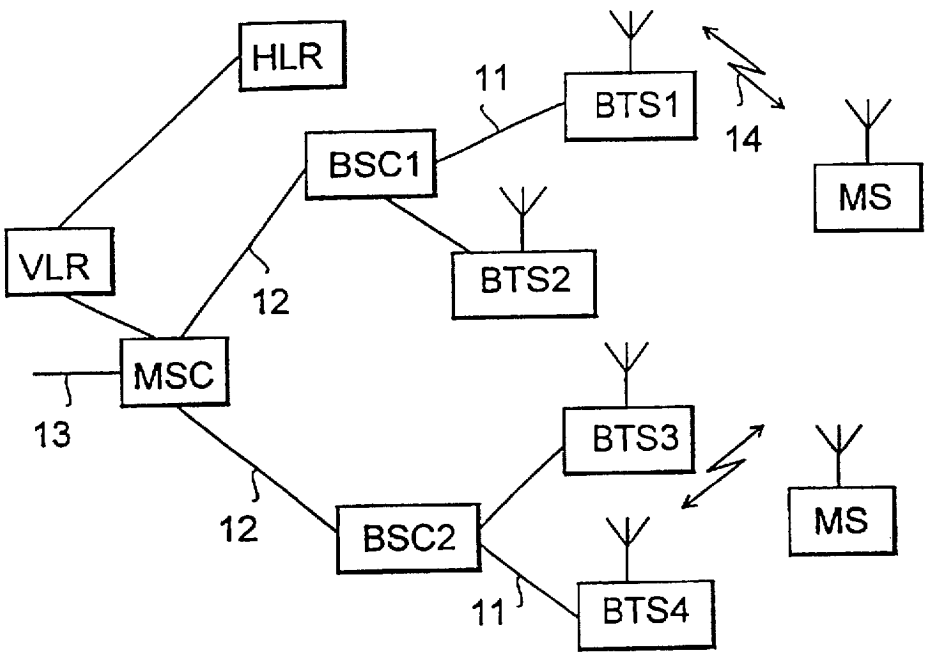 HLR
11
BTS1
14
BSC1
MS
VLR
12
BTS2
MSC
13
BTS3
12
BSC2
MS
11
BTS4